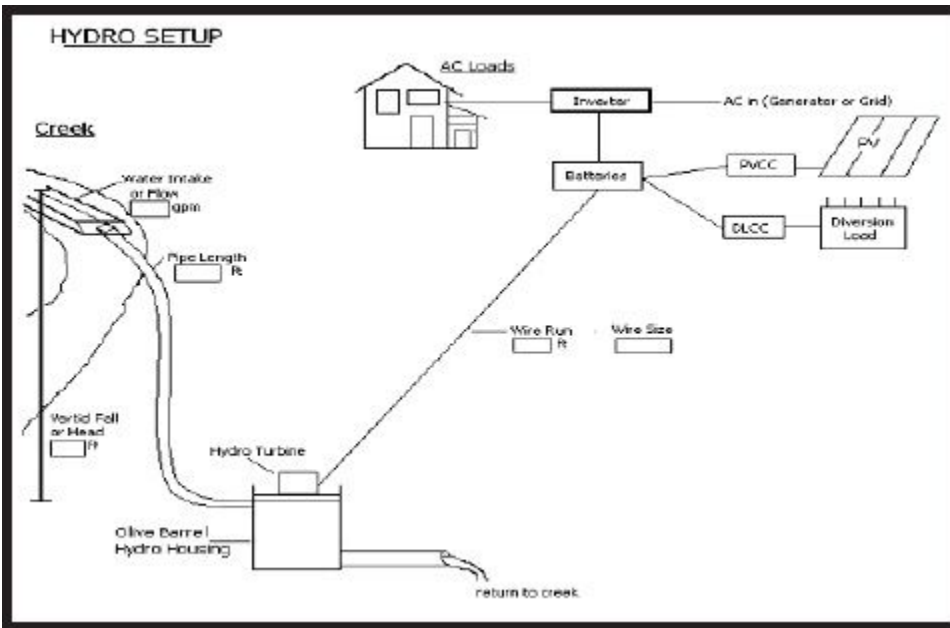 HYDRO SETUP
AC Loads
Inverter
AC in (Generator or Grid)
Creek
PV
Water Intake
or Flow
gpm
Batteries
PVCC
DLCC
Diversion
Load
Pipe Length
ft
Wire Run
ft
Wire Size
Fall
or Head
ft
Hydro Turbine
Olive Barrel
Hydro Housing
return to creek